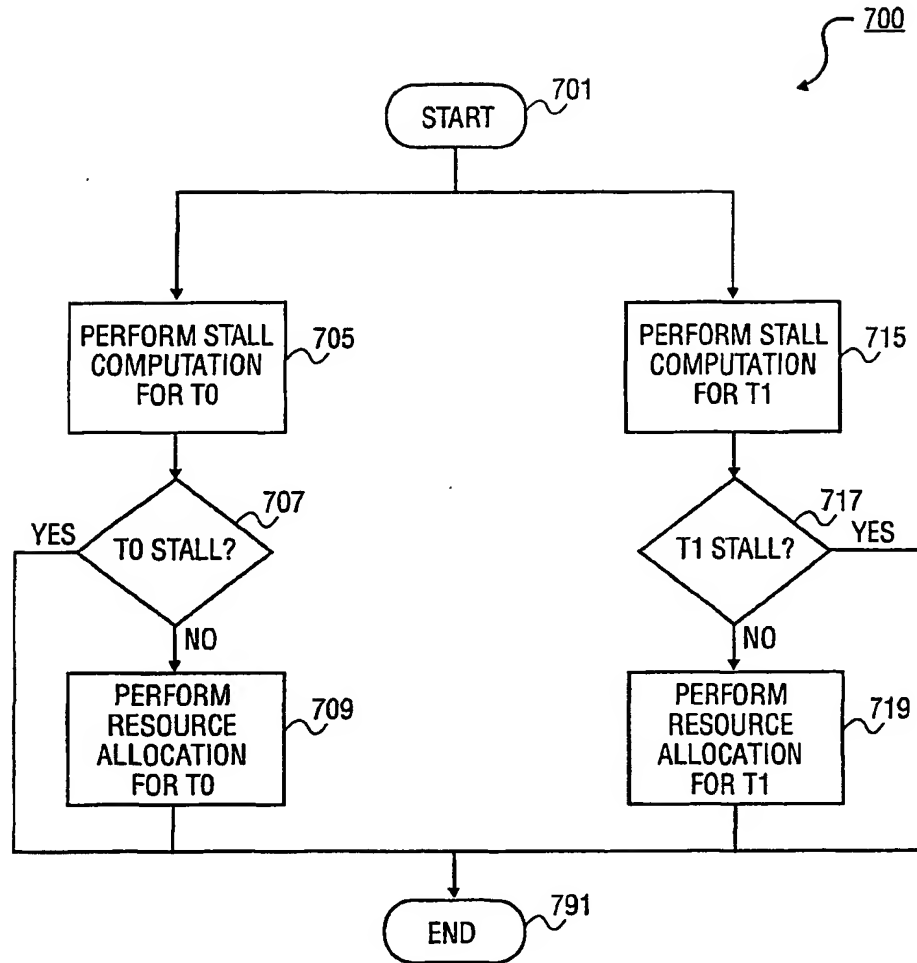 700
START
701
PERFORM STALL
COMPUTATION
FOR T0
705
PERFORM STALL
COMPUTATION
FOR T1
715
707
YES
T0 STALL?
NO
717
T1 STALL?
YES
NO
PERFORM
RESOURCE
ALLOCATION
FOR T0
709
PERFORM
RESOURCE
ALLOCATION
FOR T1
719
END
791